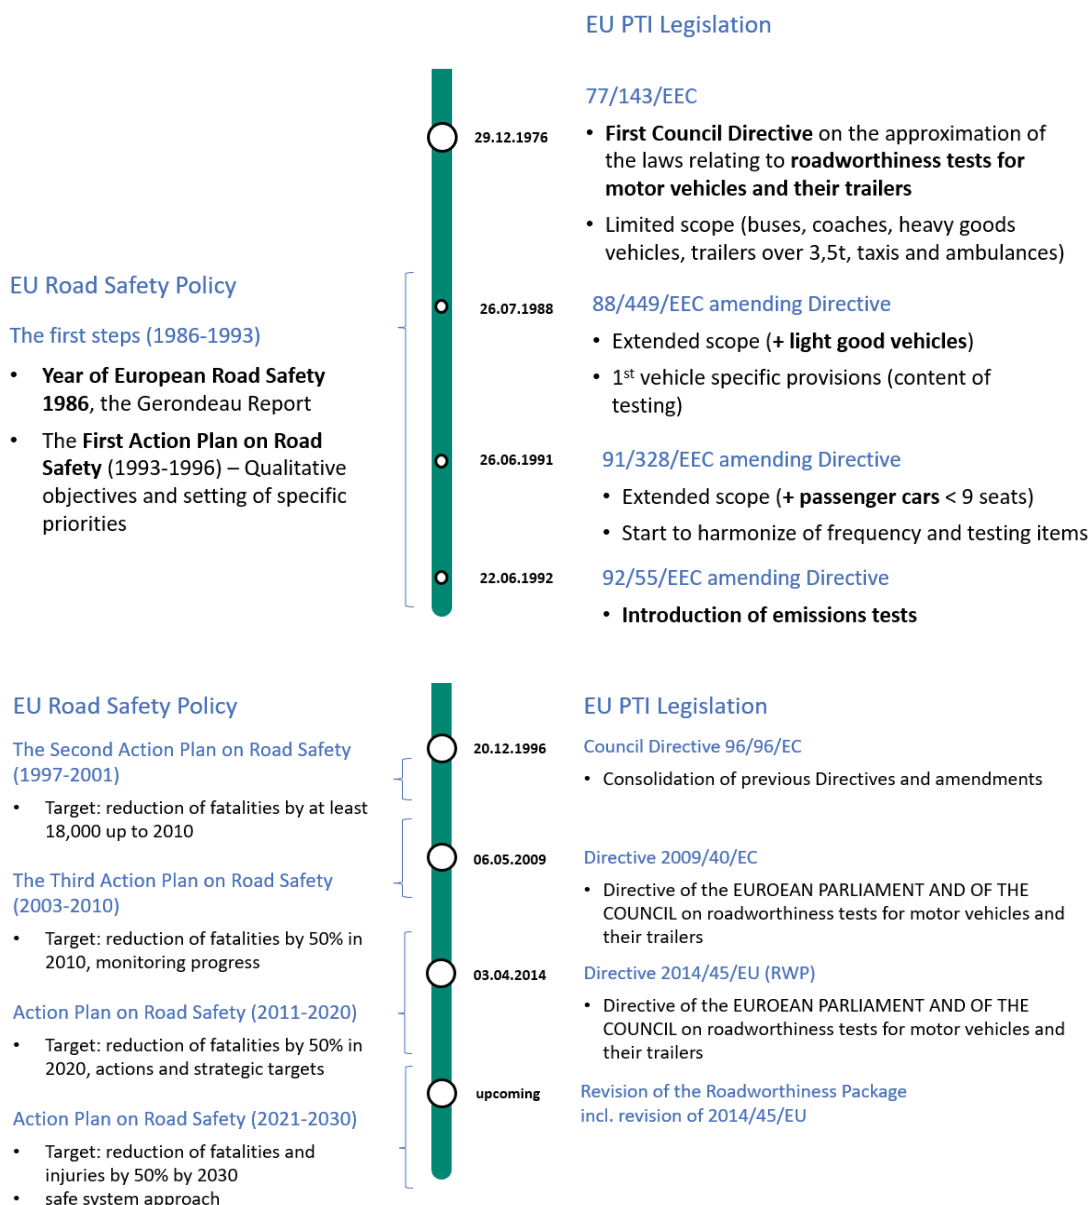 EU PTI Legislation
77/143/EEC
29.12.1976
• First Council Directive on the approximation of
the laws relating to roadworthiness tests for
motor vehicles and their trailers
• Limited scope (buses, coaches, heavy goods
vehicles, trailers over 3,5t, taxis and ambulances)
EU Road Safety Policy
The first steps (1986-1993)
• Year of European Road Safety
1986, the Gerondeau Report
• The First Action Plan on Road
Safety (1993-1996) – Qualitative
objectives and setting of specific
priorities
26.07.1988
88/449/EEC amending Directive
• Extended scope (+ light good vehicles)
• 1st vehicle specific provisions (content of
testing)
26.06.1991
91/328/EEC amending Directive
• Extended scope (+ passenger cars < 9 seats)
• Start to harmonize of frequency and testing items
22.06.1992
92/55/EEC amending Directive
• Introduction of emissions tests
EU Road Safety Policy
The Second Action Plan on Road Safety
(1997-2001)
• Target: reduction of fatalities by at least
18,000 up to 2010
The Third Action Plan on Road Safety
(2003-2010)
• Target: reduction of fatalities by 50% in
2010, monitoring progress
Action Plan on Road Safety (2011-2020)
• Target: reduction of fatalities by 50% in
2020, actions and strategic targets
Action Plan on Road Safety (2021-2030)
• Target: reduction of fatalities and
injuries by 50% by 2030
• safe system approach
EU PTI Legislation
20.12.1996
Council Directive 96/96/EC
• Consolidation of previous Directives and amendments
06.05.2009
Directive 2009/40/EC
• Directive of the EUROEAN PARLIAMENT AND OF THE
COUNCIL on roadworthiness tests for motor vehicles and
their trailers
03.04.2014
Directive 2014/45/EU (RWP)
• Directive of the EUROEAN PARLIAMENT AND OF THE
COUNCIL on roadworthiness tests for motor vehicles and
their trailers
upcoming
Revision of the Roadworthiness Package
incl. revision of 2014/45/EU